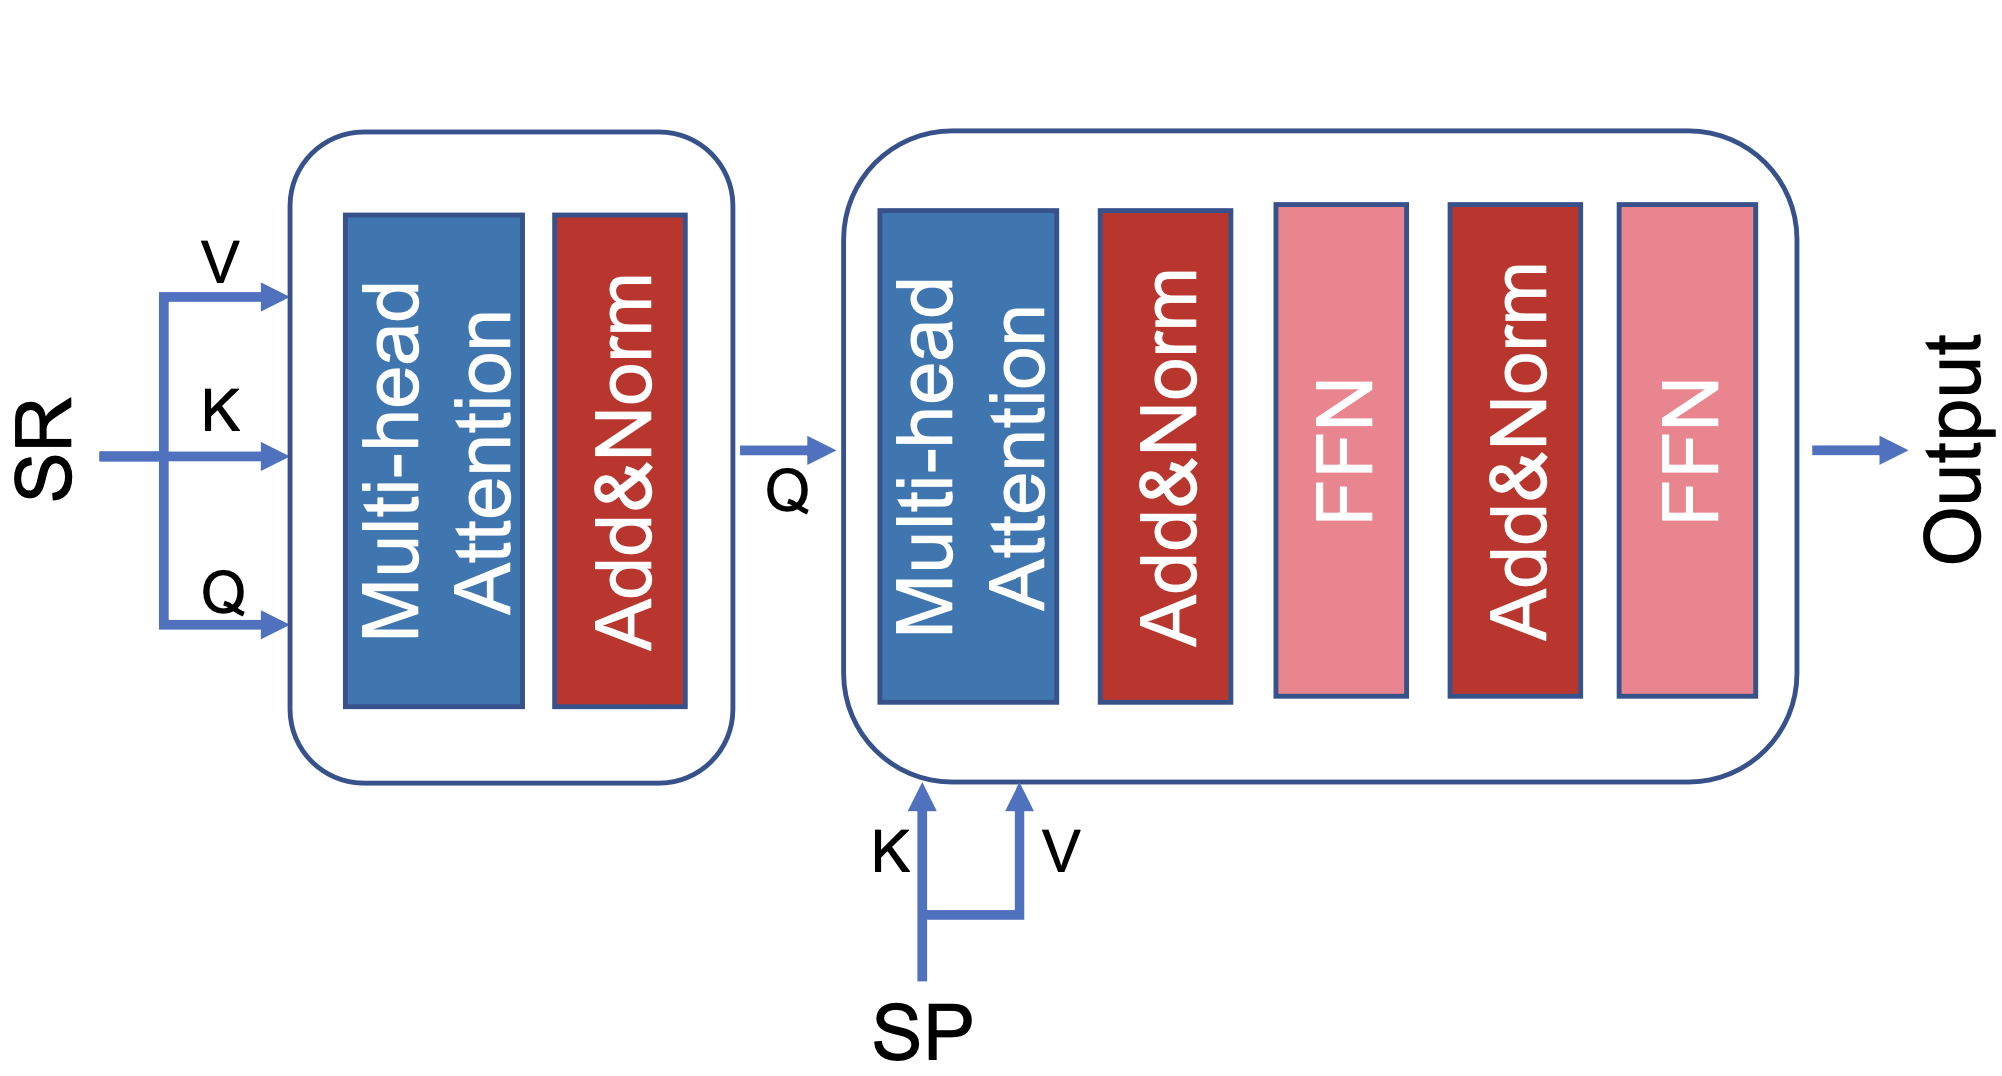 SR
V
K
Q
Multi-head
Attention
Add&Norm
Q
Multi-head
Attention
Add&Norm
FFN
Add&Norm
FFN
Output
K
V
SP